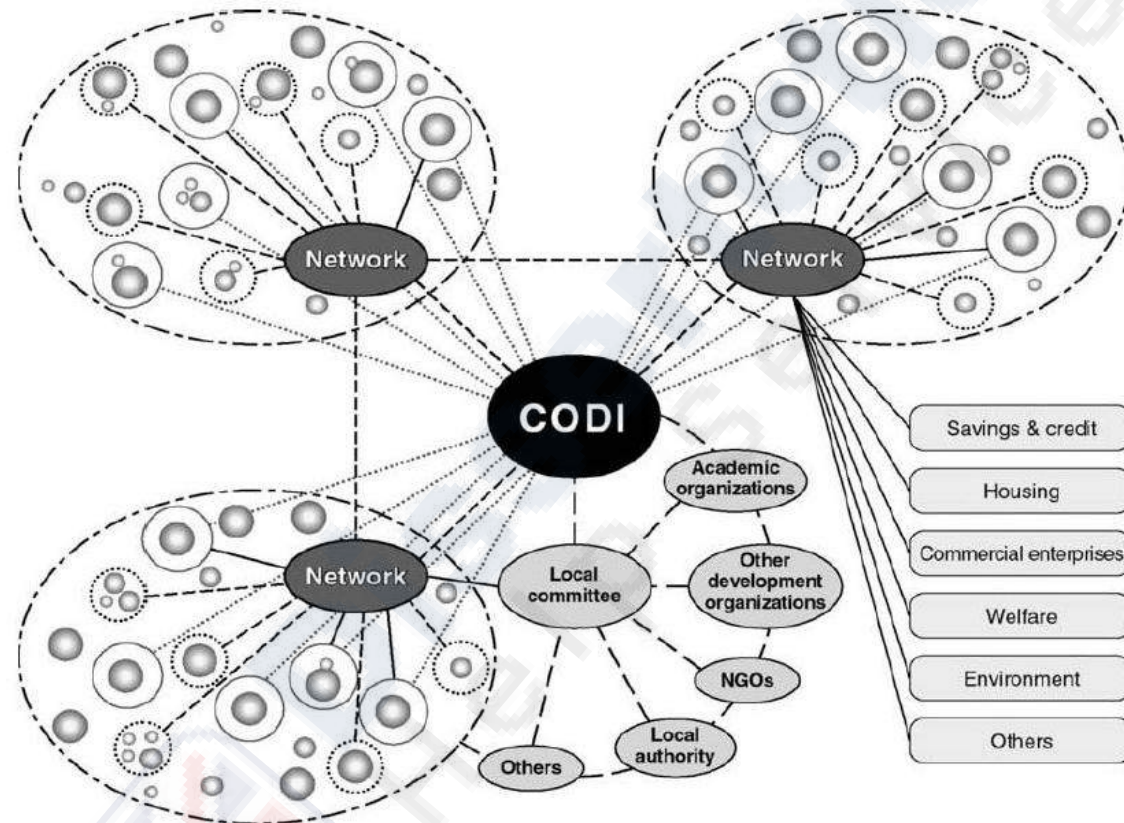 Network
Network
CODI
Savings & credit
Academic
organizations
Housing
Commercial enterprises
Network
Local
committee
Other
development
organizations
Welfare
NGOs
Environment
Local
authority
Others
Others